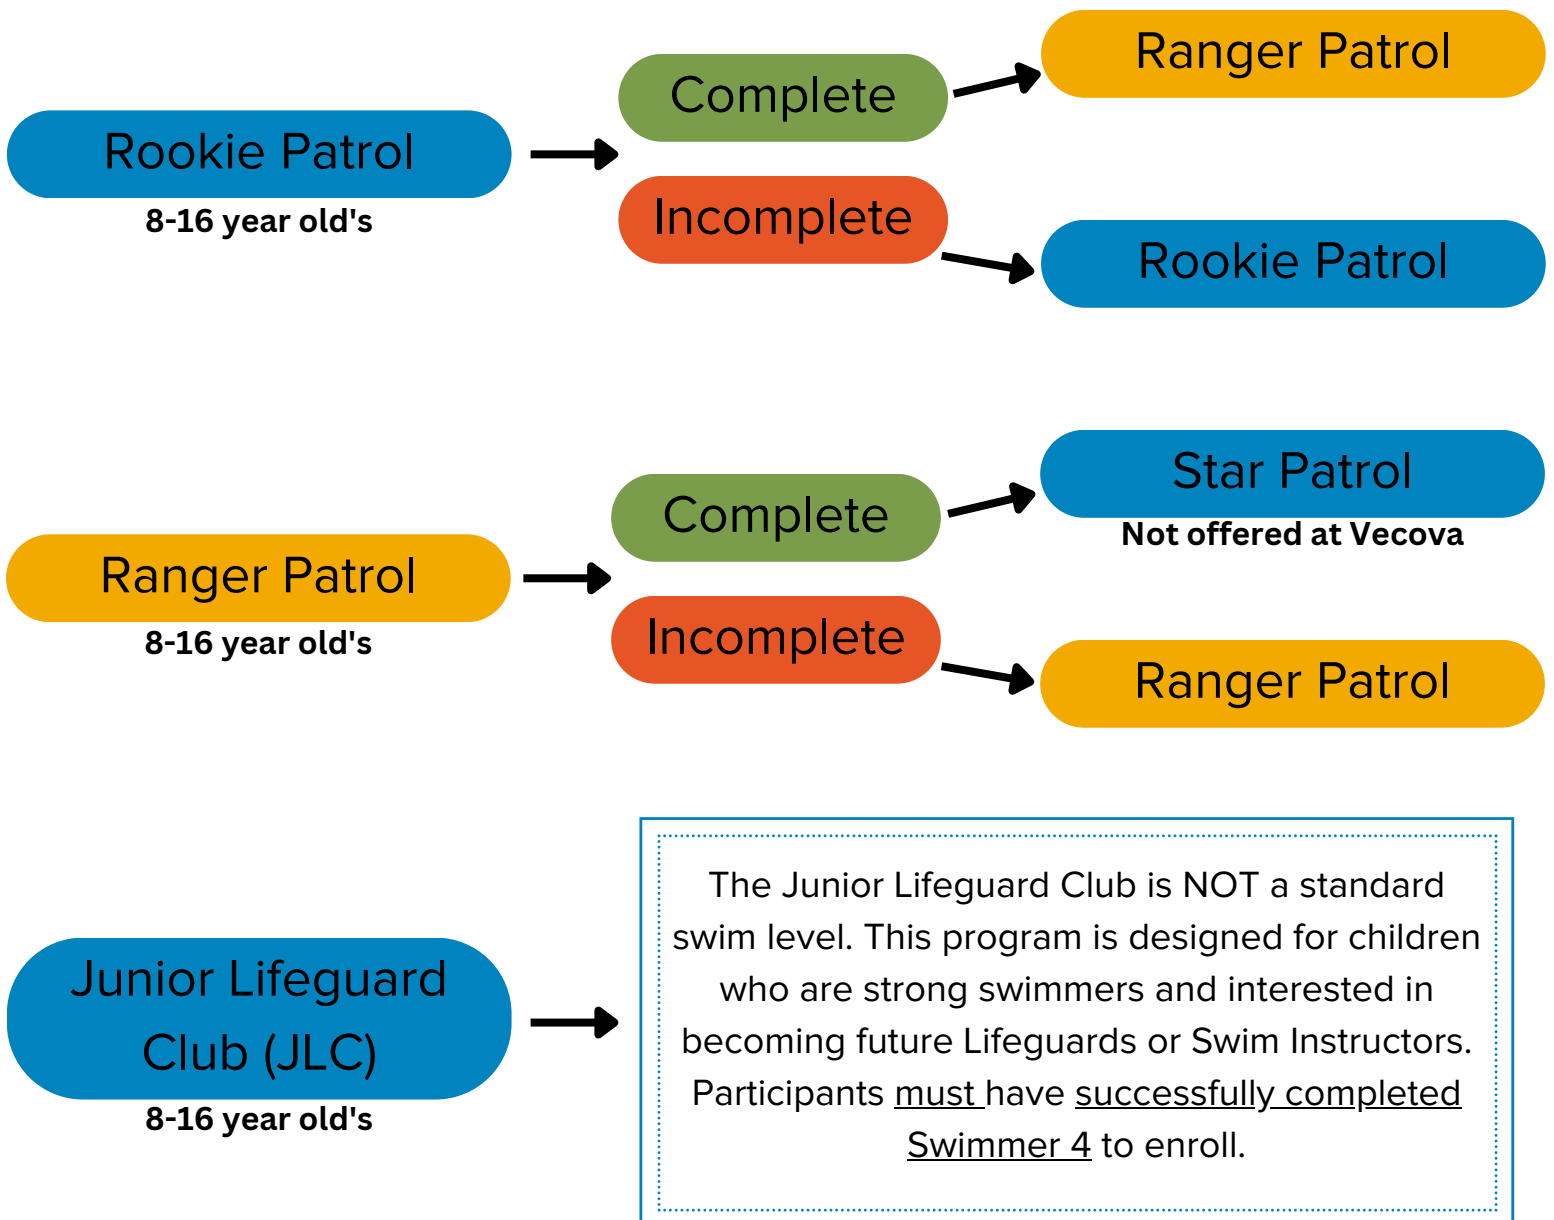 Rookie Patrol
8-16 year old's
Complete
Incomplete
Ranger Patrol
Rookie Patrol
Ranger Patrol
8-16 year old's
Complete
Incomplete
Star Patrol
Not offered at Vecova
Ranger Patrol
Junior Lifeguard
Club (JLC)
8-16 year old's
The Junior Lifeguard Club is NOT a standard
swim level. This program is designed for children
who are strong swimmers and interested in
becoming future Lifeguards or Swim Instructors.
Participants must have successfully completed
Swimmer 4 to enroll.